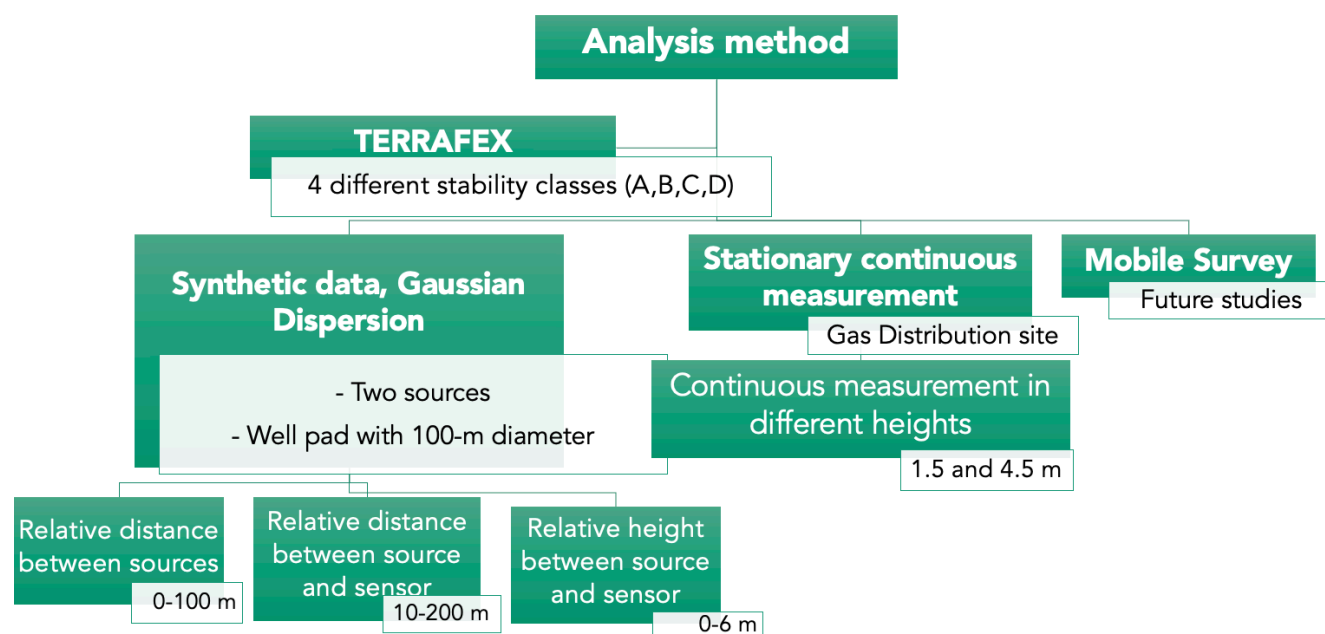 Analysis method
TERRAFEX
4 different stability classes (A,B,C,D)
Synthetic data, Gaussian
Dispersion
- Two sources
- Well pad with 100-m diameter
Stationary continuous
measurement
Gas Distribution site
Mobile Survey
Future studies
Continuous measurement in
different heights
1.5 and 4.5 m
Relative distance
between sources
0-100 m
Relative distance
between source
and sensor
10-200 m
Relative height
between source
and sensor
0-6 m